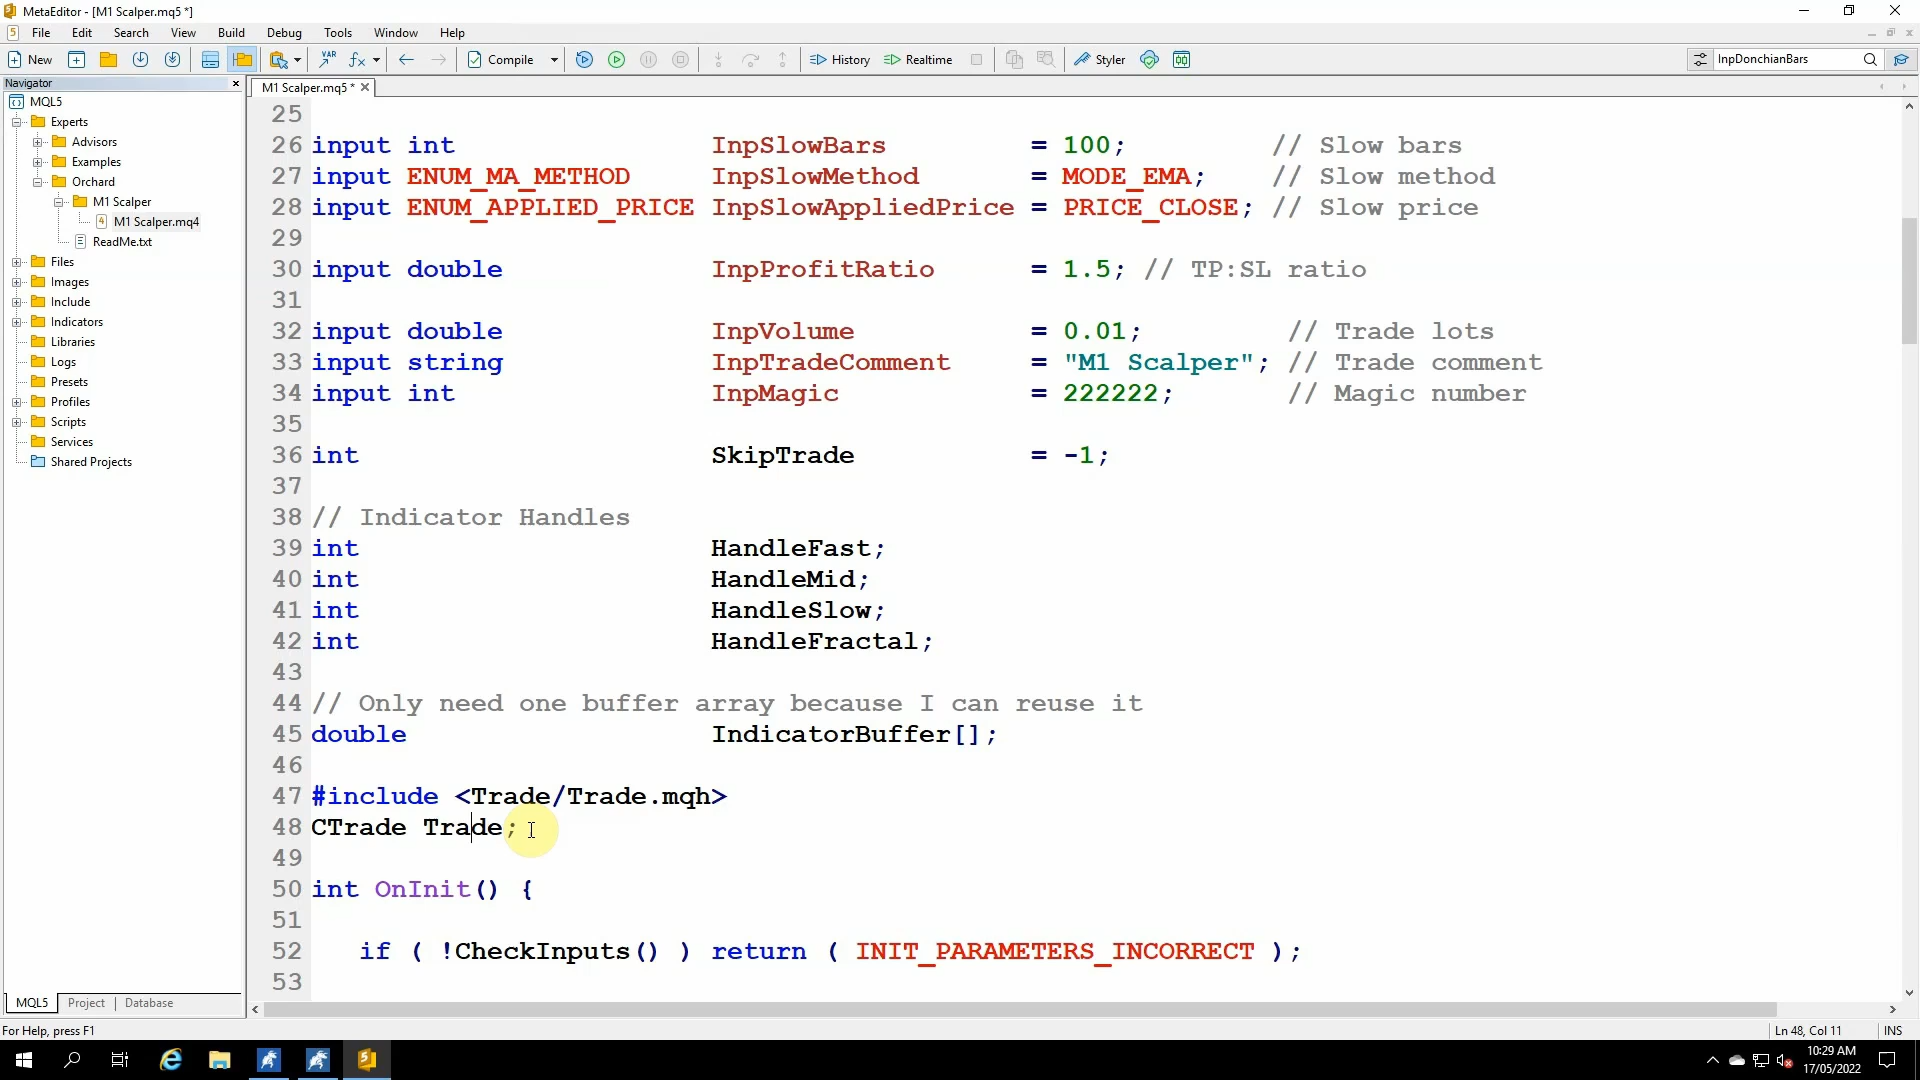 MetaEditor - [M1 Scalper.mq5 *]
File Edit Search View Build Debug Tools Window Help
New VAR Compile History Realtime Styler InpDonchianBars
Navigator
MQL5
Experts
Advisors
Examples
Orchard
M1 Scalper
M1 Scalper.mq4
ReadMe.txt
Files
Images
Include
Indicators
Libraries
Logs
Presets
Profiles
Scripts
Services
Shared Projects
MQL5 Project Database
M1 Scalper.mq5 *
25
26 input int InpSlowBars = 100; // Slow bars
27 input ENUM_MA_METHOD InpSlowMethod = MODE_EMA; // Slow method
28 input ENUM_APPLIED_PRICE InpSlowAppliedPrice = PRICE_CLOSE; // Slow price
29
30 input double InpProfitRatio = 1.5; // TP:SL ratio
31
32 input double InpVolume = 0.01; // Trade lots
33 input string InpTradeComment = "M1 Scalper"; // Trade comment
34 input int InpMagic = 222222; // Magic number
35
36 int SkipTrade = -1;
37
38 // Indicator Handles
39 int HandleFast;
40 int HandleMid;
41 int HandleSlow;
42 int HandleFractal;
43
44 // Only need one buffer array because I can reuse it
45 double IndicatorBuffer[];
46
47 #include <Trade/Trade.mqh>
48 CTrade Trade;
49
50 int OnInit() {
51
52 if ( !CheckInputs() ) return ( INIT_PARAMETERS_INCORRECT );
53
For Help, press F1 Ln 48, Col 11 INS
10:29 AM
17/05/2022